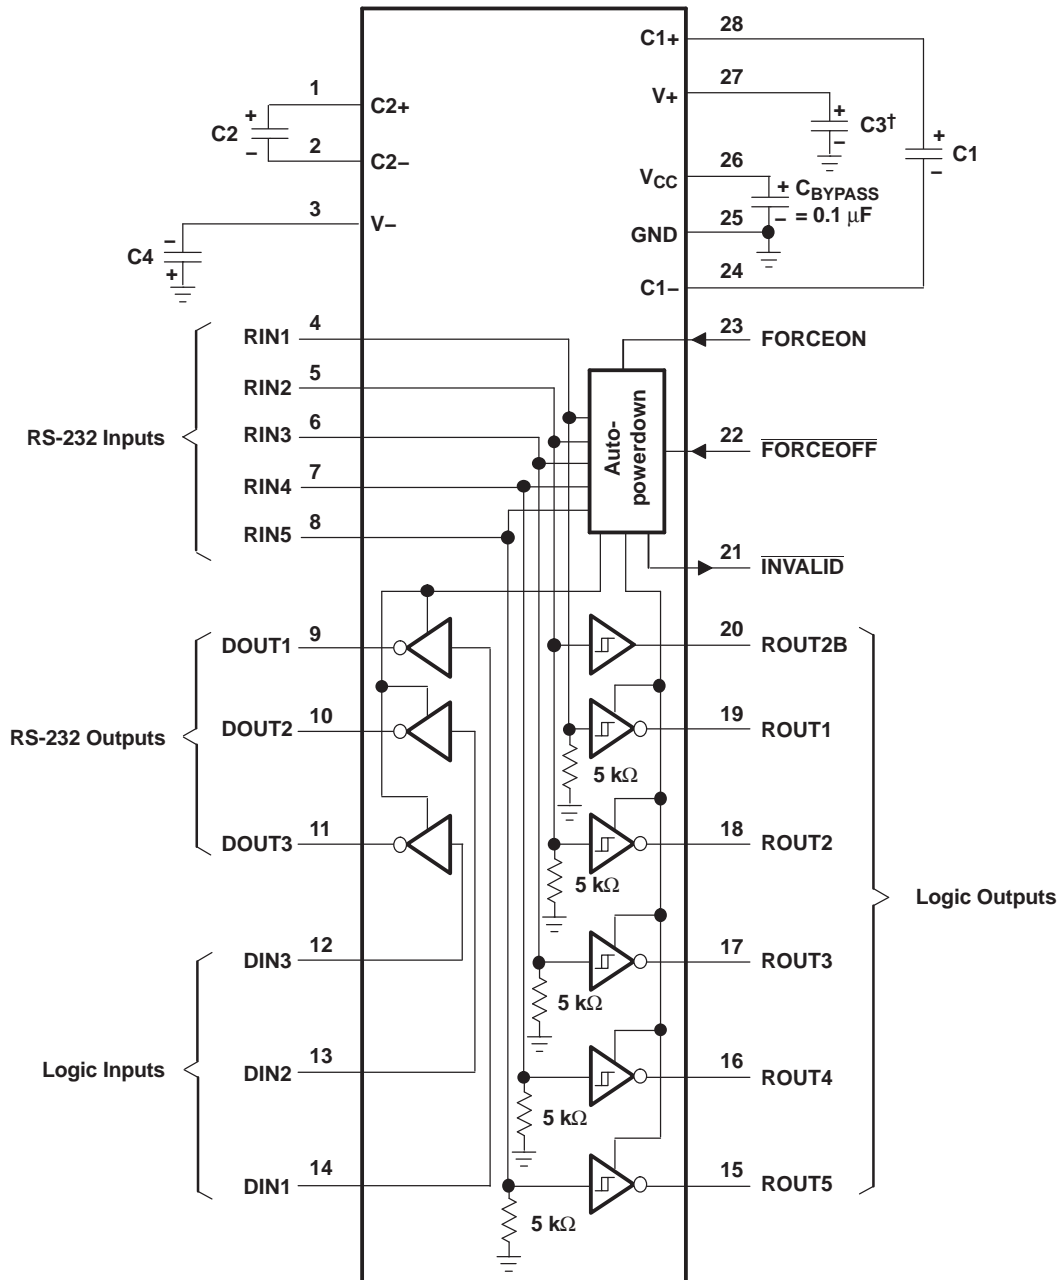 28
C1+
27
V+
+
C3†
−
+
C1
−
1
C2+
+
C2
−
2
C2−
26
VCC
+
CBYPASS
− = 0.1 μF
3
V−
25
GND
−
C4
+
24
C1−
RS-232 Inputs
RIN1
4
RIN2
5
RIN3
6
RIN4
7
RIN5
8
Auto-
powerdown
23
FORCEON
22
FORCEOFF
21
INVALID
RS-232 Outputs
DOUT1
9
DOUT2
10
DOUT3
11
20
ROUT2B
19
ROUT1
5 kΩ
18
ROUT2
5 kΩ
17
ROUT3
5 kΩ
16
ROUT4
5 kΩ
15
ROUT5
5 kΩ
Logic Outputs
Logic Inputs
DIN3
12
DIN2
13
DIN1
14